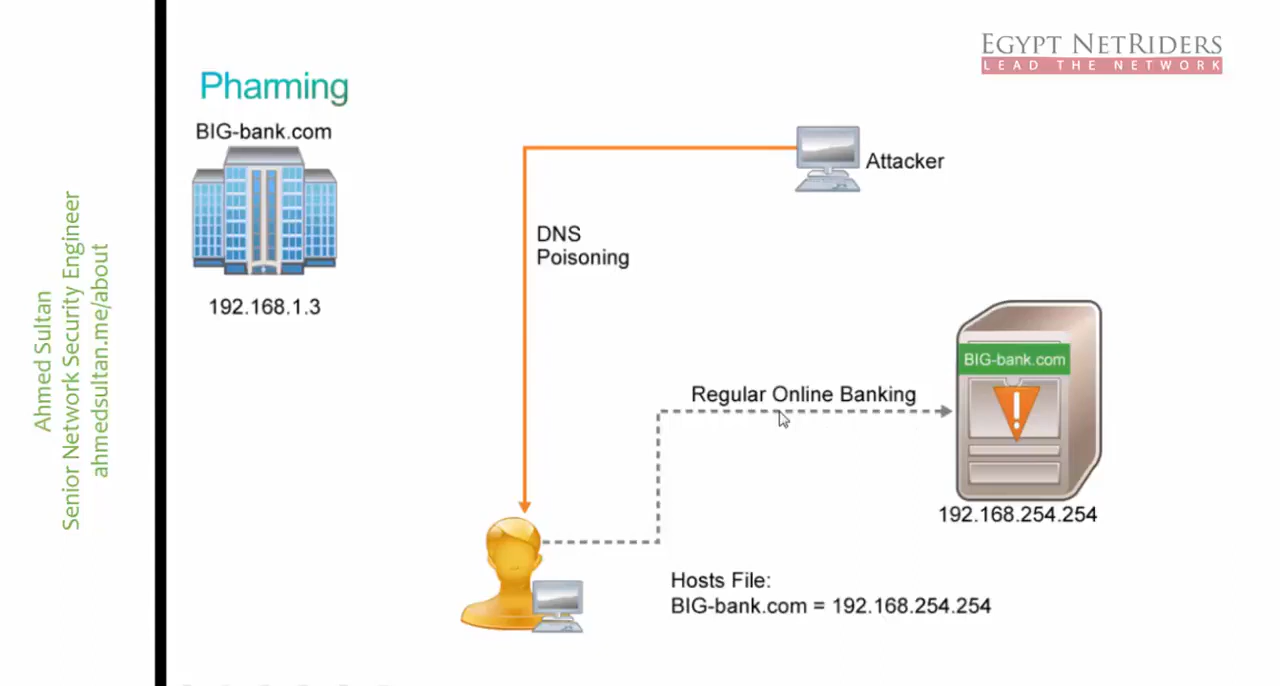 EGYPT NETRIDERS
LEAD THE NETWORK
Pharming
BIG-bank.com
192.168.1.3
Attacker
DNS
Poisoning
Regular Online Banking
BIG-bank.com
192.168.254.254
Hosts File:
BIG-bank.com = 192.168.254.254
Ahmed Sultan
Senior Network Security Engineer
ahmedsultan.me/about